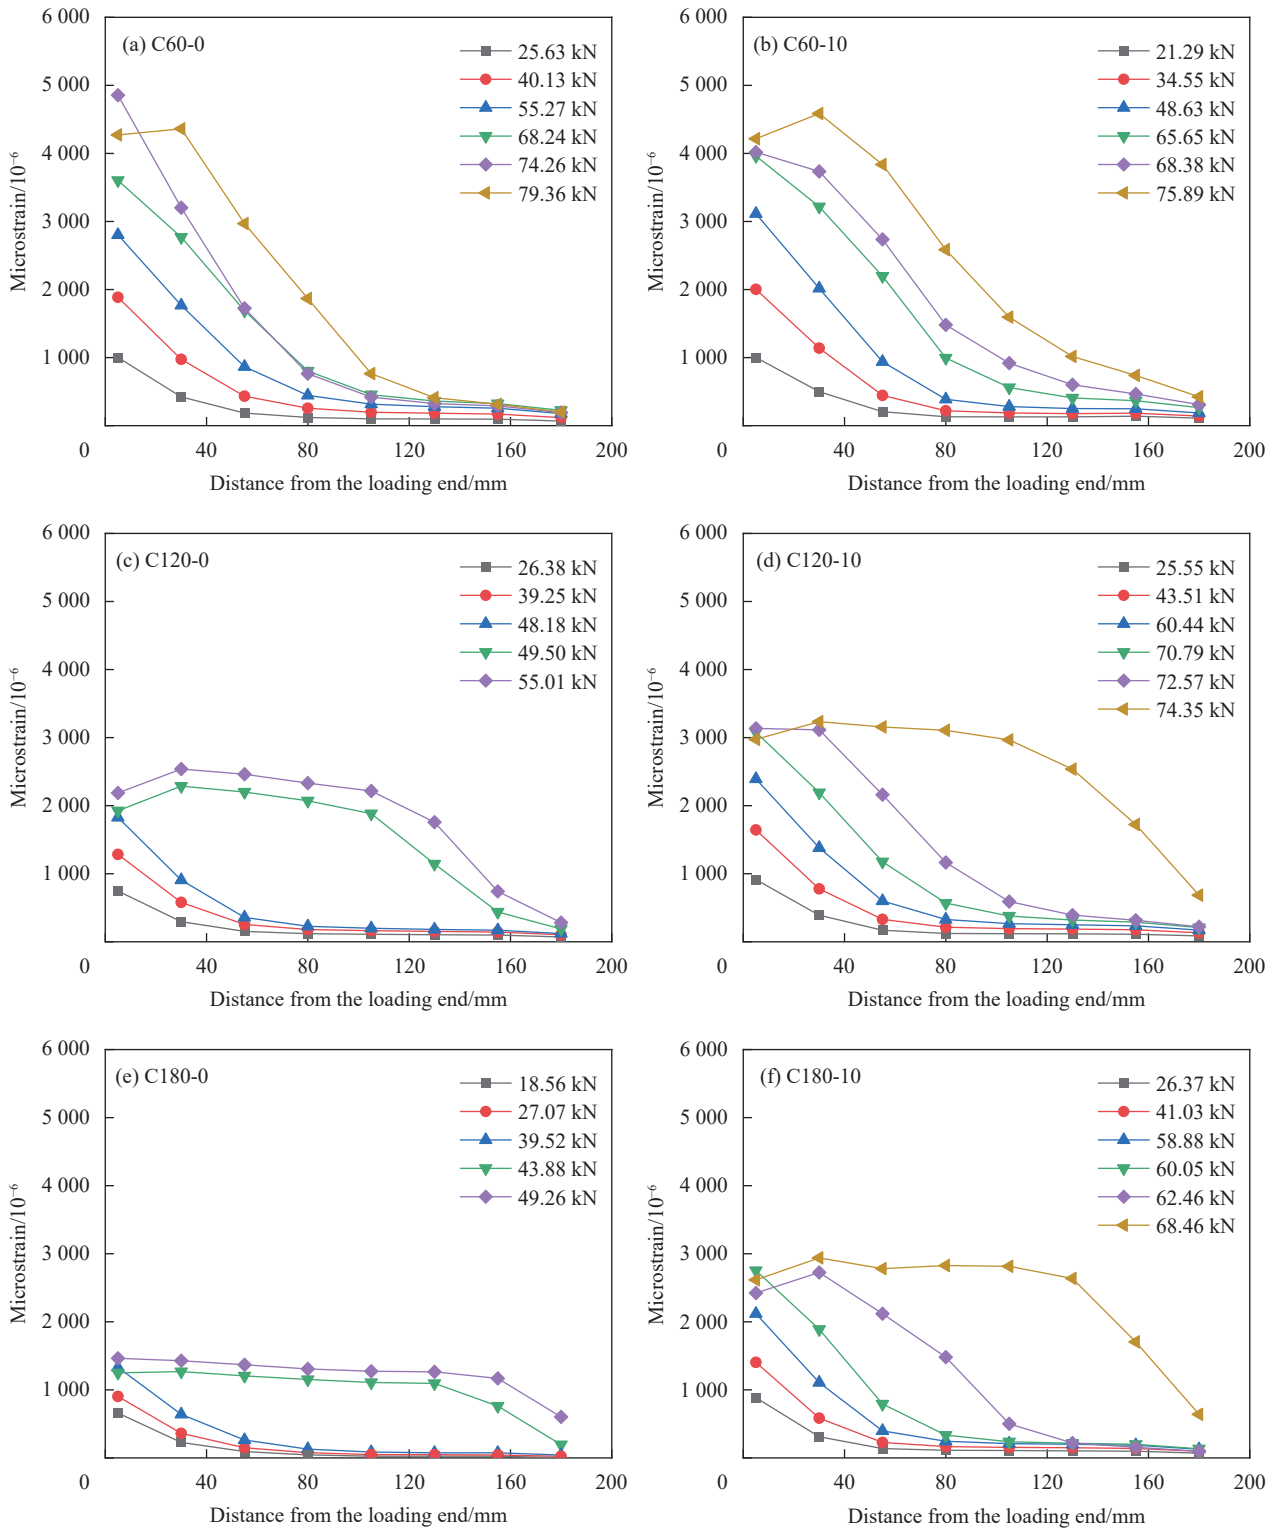 (a) C60-0
6 000
5 000
4 000
3 000
2 000
1 000
0
40
80
120
160
200
Microstrain/10⁻⁶
Distance from the loading end/mm
25.63 kN
40.13 kN
55.27 kN
68.24 kN
74.26 kN
79.36 kN
(b) C60-10
6 000
5 000
4 000
3 000
2 000
1 000
0
40
80
120
160
200
Microstrain/10⁻⁶
Distance from the loading end/mm
21.29 kN
34.55 kN
48.63 kN
65.65 kN
68.38 kN
75.89 kN
(c) C120-0
6 000
5 000
4 000
3 000
2 000
1 000
0
40
80
120
160
200
Microstrain/10⁻⁶
Distance from the loading end/mm
26.38 kN
39.25 kN
48.18 kN
49.50 kN
55.01 kN
(d) C120-10
6 000
5 000
4 000
3 000
2 000
1 000
0
40
80
120
160
200
Microstrain/10⁻⁶
Distance from the loading end/mm
25.55 kN
43.51 kN
60.44 kN
70.79 kN
72.57 kN
74.35 kN
(e) C180-0
6 000
5 000
4 000
3 000
2 000
1 000
0
40
80
120
160
200
Microstrain/10⁻⁶
Distance from the loading end/mm
18.56 kN
27.07 kN
39.52 kN
43.88 kN
49.26 kN
(f) C180-10
6 000
5 000
4 000
3 000
2 000
1 000
0
40
80
120
160
200
Microstrain/10⁻⁶
Distance from the loading end/mm
26.37 kN
41.03 kN
58.88 kN
60.05 kN
62.46 kN
68.46 kN